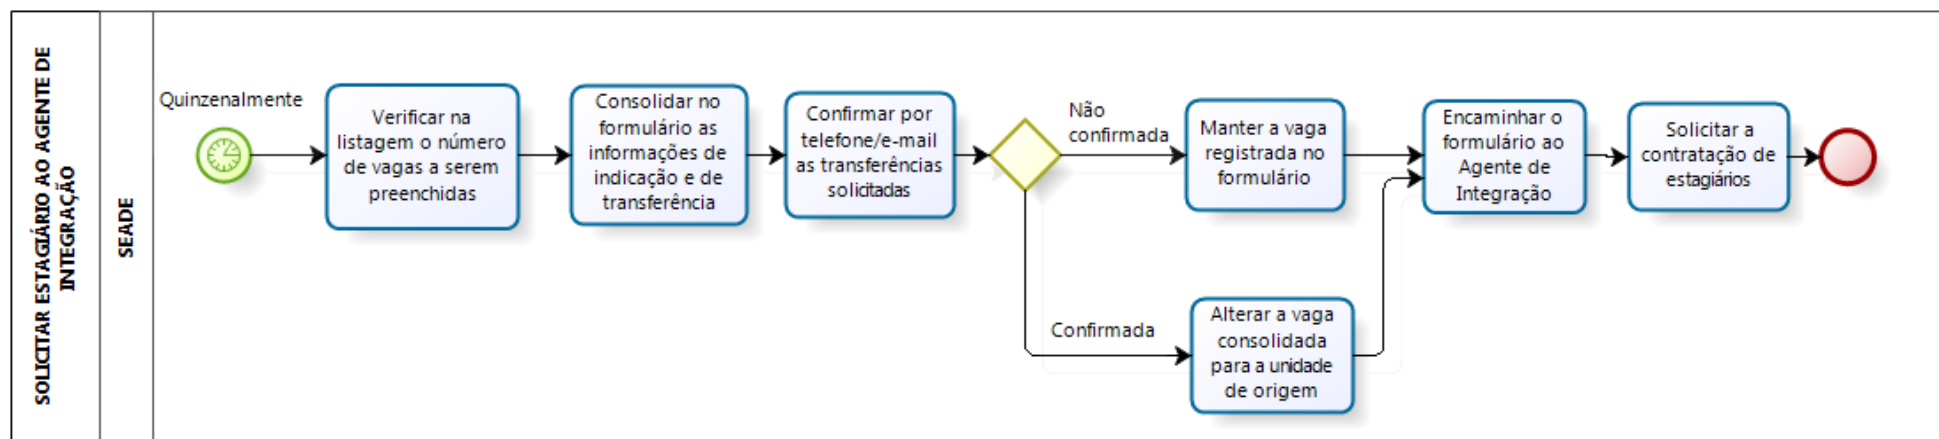 SOLICITAR ESTAGIÁRIO AO AGENTE DE
INTEGRAÇÃO
SEADE
Quinzenalmente
Verificar na
listagem o número
de vagas a serem
preenchidas
Consolidar no
formulário as
informações de
indicação e de
transferência
Confirmar por
telefone/e-mail
as transferências
solicitadas
Não
confirmada
Manter a vaga
registrada no
formulário
Confirmada
Alterar a vaga
consolidada
para a unidade
de origem
Encaminhar o
formulário ao
Agente de
Integração
Solicitar a
contratação de
estagiários